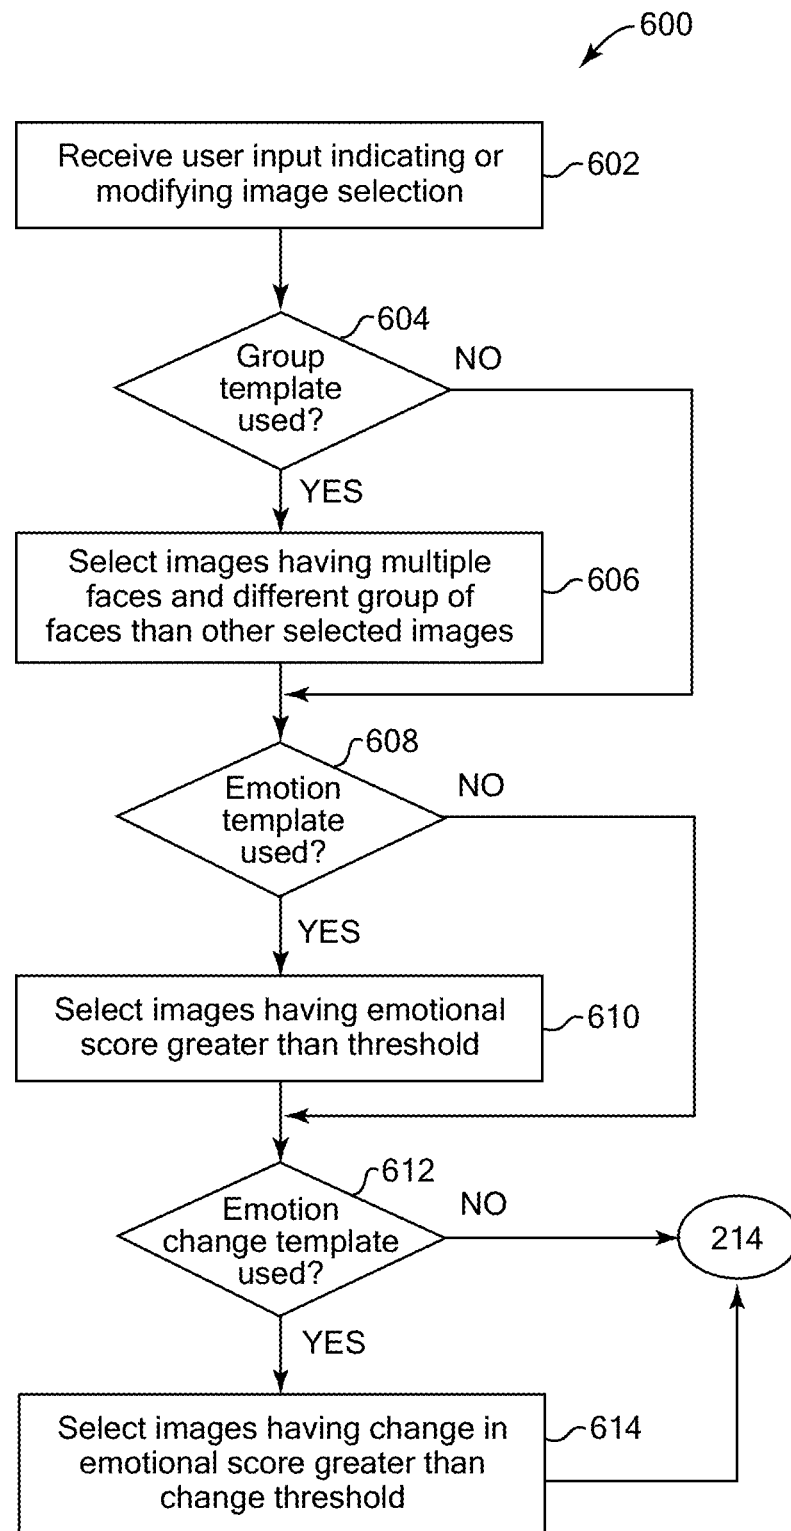 600
Receive user input indicating or
modifying image selection
602
604
Group
template
used?
NO
YES
Select images having multiple
faces and different group of
faces than other selected images
606
608
Emotion
template
used?
NO
YES
Select images having emotional
score greater than threshold
610
612
Emotion
change template
used?
NO
214
YES
Select images having change in
emotional score greater than
change threshold
614